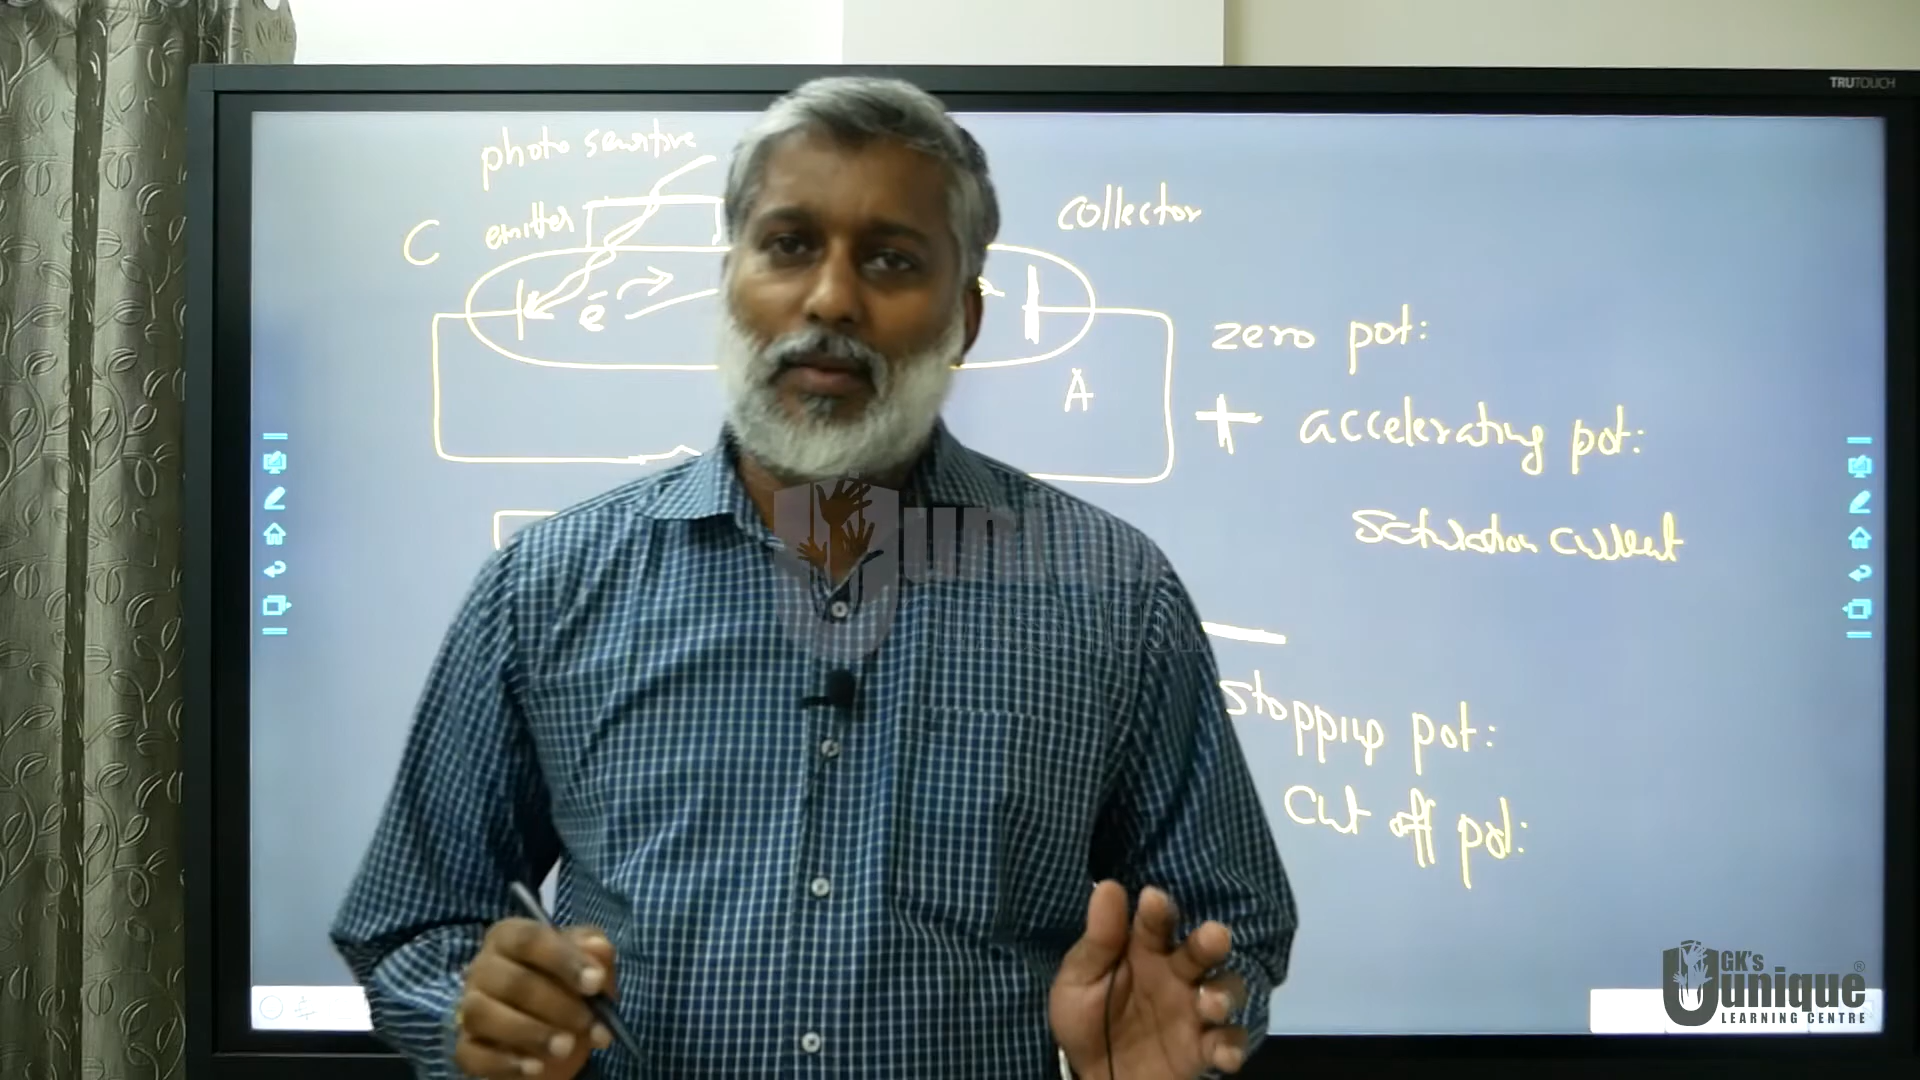 TRUTOUCH
photo sensitive
C emitter
collector
e
A
zero pot:
+ accelerating pot:
saturation current
—
stopping pot:
cut off pot:
unique
GK's
unique®
LEARNING CENTRE